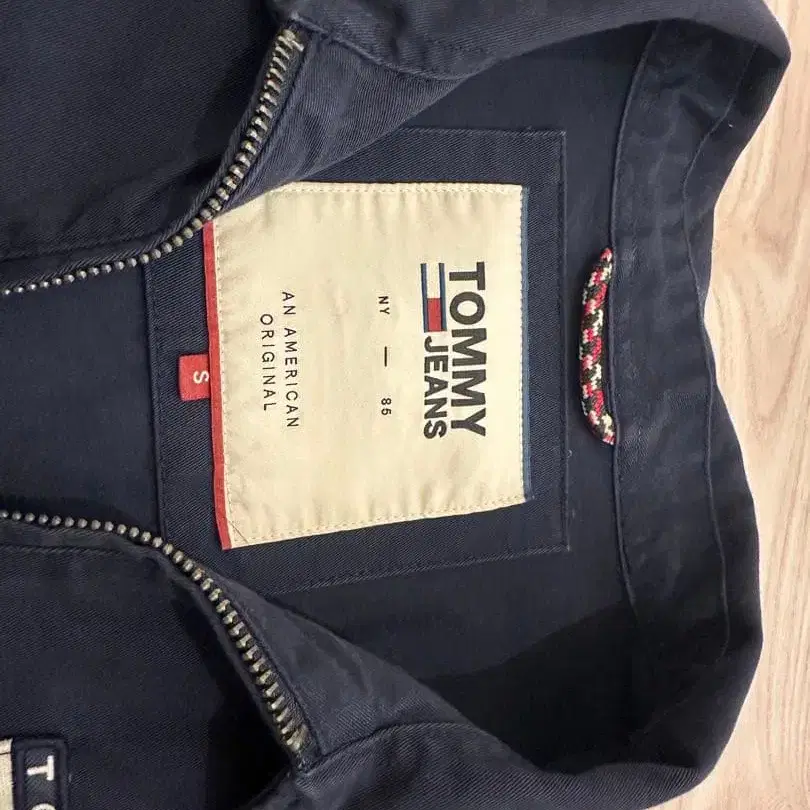 TOMMY
JEANS
NY — 85
AN AMERICAN
ORIGINAL
S